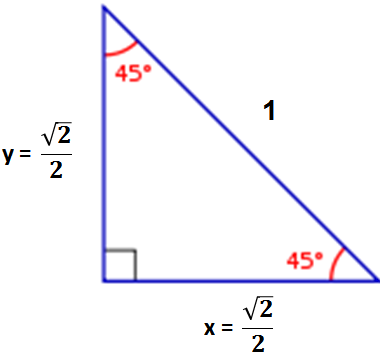 45°
1
y = √2/2
45°
x = √2/2